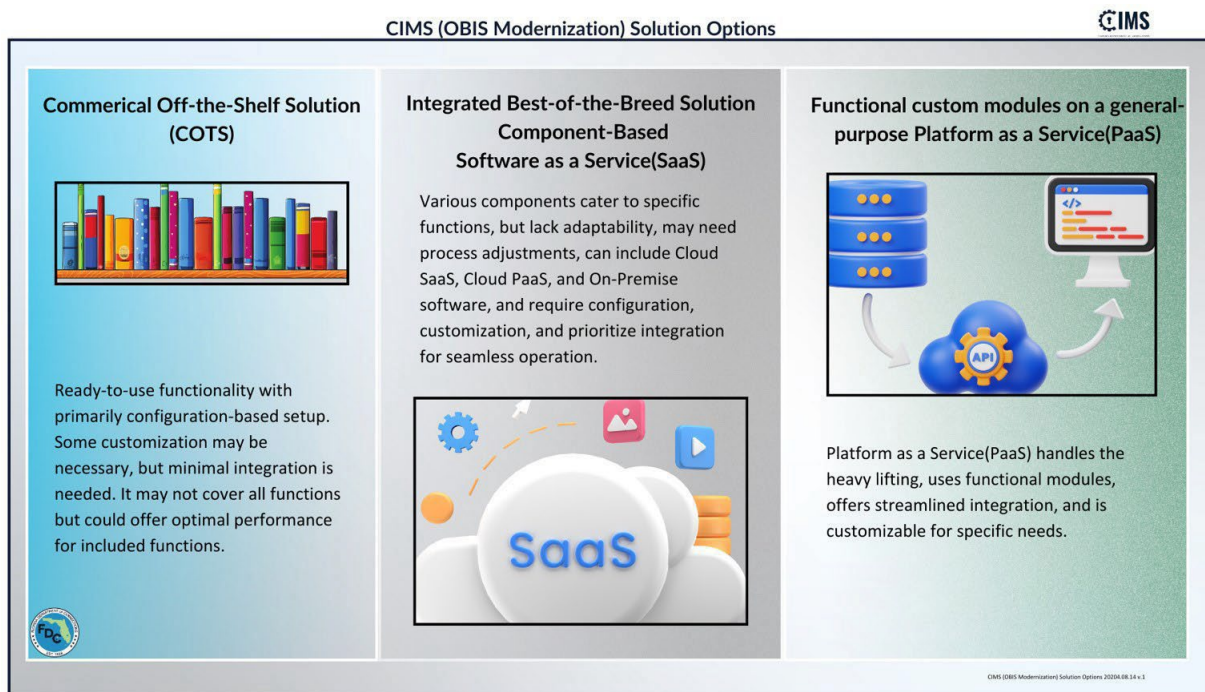 CIMS (OBIS Modernization) Solution Options
CIMS
Commerical Off-the-Shelf Solution
(COTS)
Ready-to-use functionality with
primarily configuration-based setup.
Some customization may be
necessary, but minimal integration is
needed. It may not cover all functions
but could offer optimal performance
for included functions.
FDC
Integrated Best-of-the-Breed Solution
Component-Based
Software as a Service(SaaS)
Various components cater to specific
functions, but lack adaptability, may need
process adjustments, can include Cloud
SaaS, Cloud PaaS, and On-Premise
software, and require configuration,
customization, and prioritize integration
for seamless operation.
SaaS
Functional custom modules on a general-
purpose Platform as a Service(PaaS)
</>
API
Platform as a Service(PaaS) handles the
heavy lifting, uses functional modules,
offers streamlined integration, and is
customizable for specific needs.
CIMS (OBIS Modernization) Solution Options 20204.08.14 v.1